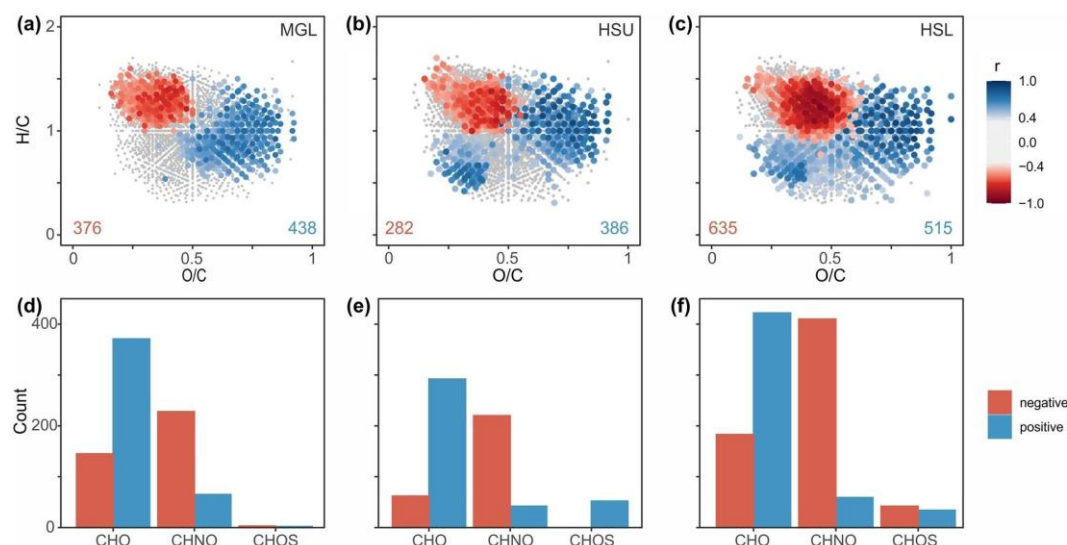 (a) MGL
(b) HSU
(c) HSL
2
1
0
H/C
376 438
282 386
635 515
0 0.5 1
0 0.5 1
0 0.5 1
O/C O/C O/C
r
1.0
0.4
0.0
−0.4
−1.0
(d) (e) (f)
400
200
0
Count
CHO CHNO CHOS
CHO CHNO CHOS
CHO CHNO CHOS
negative
positive